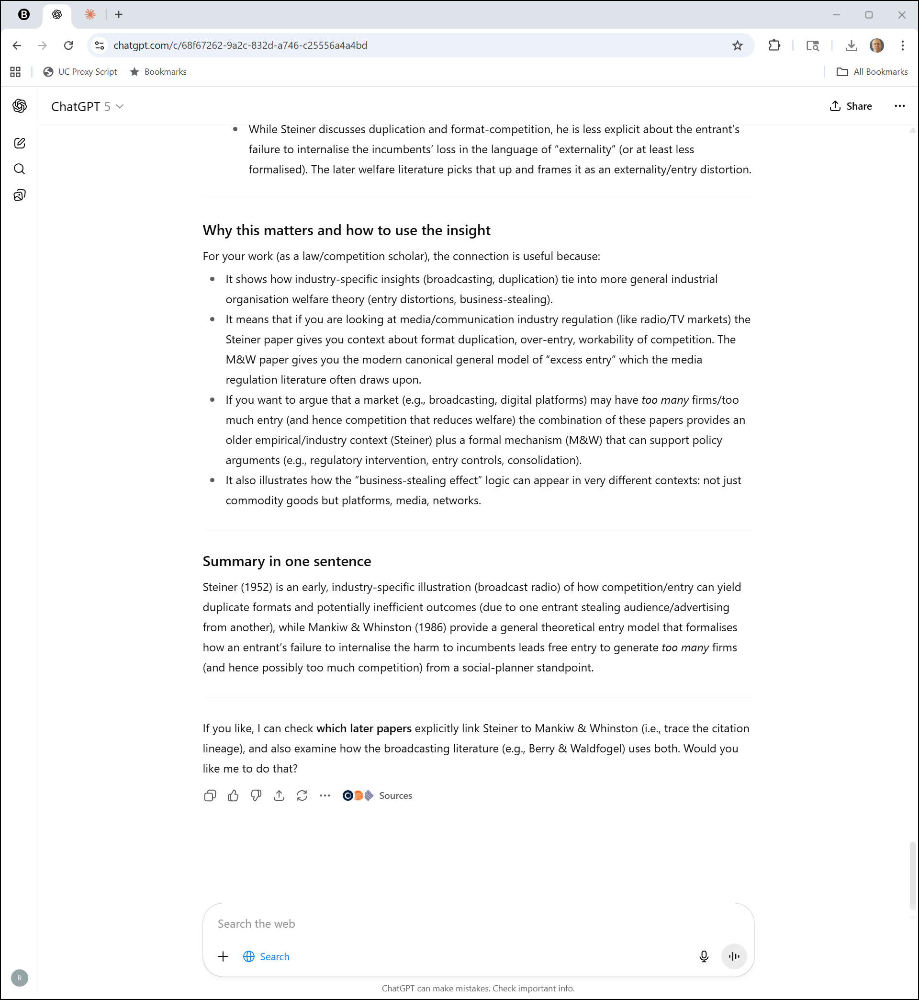 B
chatgpt.com/c/68f67262-9a2c-832d-a746-c25556a4a4bd
UC Proxy Script
Bookmarks
All Bookmarks
ChatGPT 5
Share
• While Steiner discusses duplication and format-competition, he is less explicit about the entrant’s
failure to internalise the incumbents’ loss in the language of “externality” (or at least less
formalised). The later welfare literature picks that up and frames it as an externality/entry distortion.
Why this matters and how to use the insight
For your work (as a law/competition scholar), the connection is useful because:
• It shows how industry-specific insights (broadcasting, duplication) tie into more general industrial
organisation welfare theory (entry distortions, business-stealing).
• It means that if you are looking at media/communication industry regulation (like radio/TV markets) the
Steiner paper gives you context about format duplication, over-entry, workability of competition. The
M&W paper gives you the modern canonical general model of “excess entry” which the media
regulation literature often draws upon.
• If you want to argue that a market (e.g., broadcasting, digital platforms) may have too many firms/too
much entry (and hence competition that reduces welfare) the combination of these papers provides an
older empirical/industry context (Steiner) plus a formal mechanism (M&W) that can support policy
arguments (e.g., regulatory intervention, entry controls, consolidation).
• It also illustrates how the “business-stealing effect” logic can appear in very different contexts: not just
commodity goods but platforms, media, networks.
Summary in one sentence
Steiner (1952) is an early, industry-specific illustration (broadcast radio) of how competition/entry can yield
duplicate formats and potentially inefficient outcomes (due to one entrant stealing audience/advertising
from another), while Mankiw & Whinston (1986) provide a general theoretical entry model that formalises
how an entrant’s failure to internalise the harm to incumbents leads free entry to generate too many firms
(and hence possibly too much competition) from a social-planner standpoint.
If you like, I can check which later papers explicitly link Steiner to Mankiw & Whinston (i.e., trace the citation
lineage), and also examine how the broadcasting literature (e.g., Berry & Waldfogel) uses both. Would you
like me to do that?
Sources
Search the web
Search
R
ChatGPT can make mistakes. Check important info.